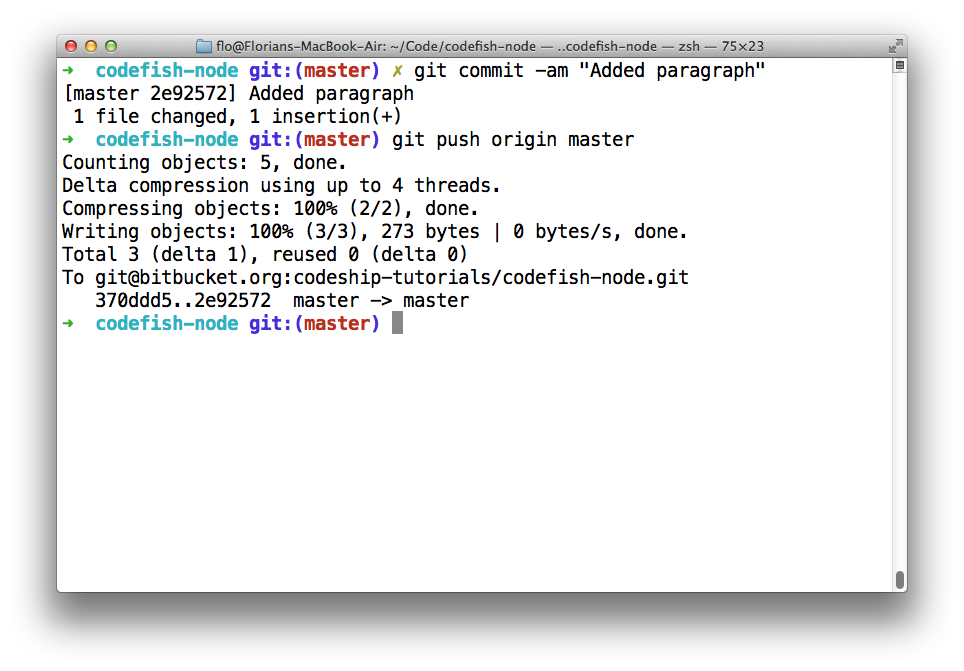 flo@Florians-MacBook-Air: ~/Code/codefish-node — ..codefish-node — zsh — 75×23
➜  codefish-node git:(master) ✗ git commit -am "Added paragraph"
[master 2e92572] Added paragraph
 1 file changed, 1 insertion(+)
➜  codefish-node git:(master) git push origin master
Counting objects: 5, done.
Delta compression using up to 4 threads.
Compressing objects: 100% (2/2), done.
Writing objects: 100% (3/3), 273 bytes | 0 bytes/s, done.
Total 3 (delta 1), reused 0 (delta 0)
To git@bitbucket.org:codeship-tutorials/codefish-node.git
   370ddd5..2e92572  master -> master
➜  codefish-node git:(master)